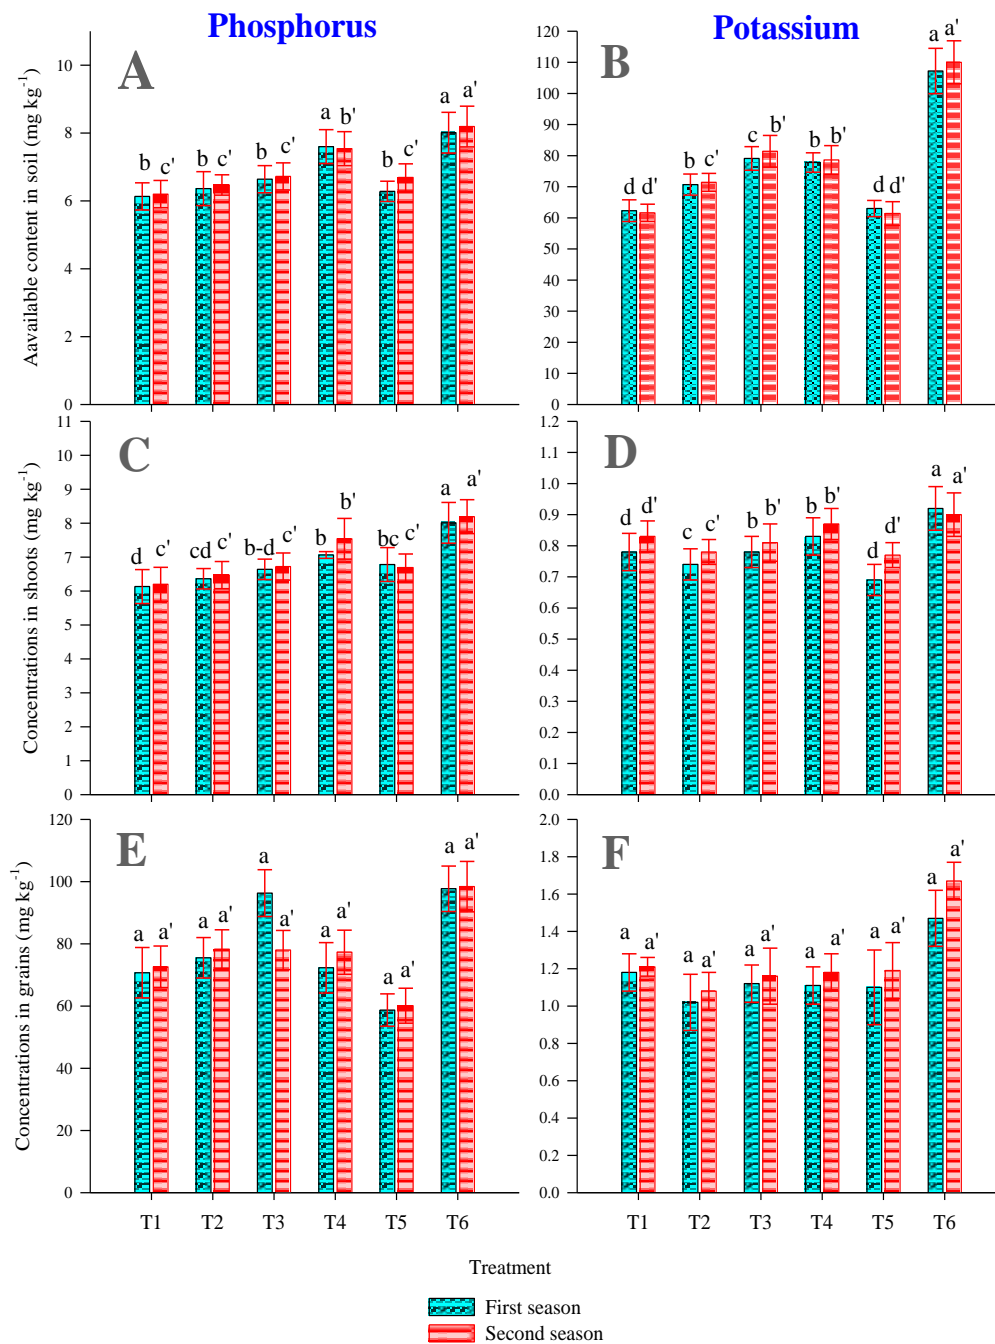 Phosphorus
Potassium
A
B
Aavailable content in soil (mg kg-1)
10
8
6
4
2
0
b c' b c' b c' a b' b c' a a'
120
110
100
90
80
70
60
50
40
30
20
10
0
d d' b c' c b' b b' d d' a a'
C
D
Concentrations in shoots (mg kg-1)
11
10
9
8
7
6
5
4
3
2
1
0
d c' cd c' b-d c' b b' bc c' a a'
1.2
1.1
1.0
0.9
0.8
0.7
0.6
0.5
0.4
0.3
0.2
0.1
0.0
d d' c c' b b' b b' d d' a a'
E
F
Concentrations in grains (mg kg-1)
120
100
80
60
40
20
0
a a' a a' a a' a a' a a' a a'
2.0
1.8
1.6
1.4
1.2
1.0
0.8
0.6
0.4
0.2
0.0
a a' a a' a a' a a' a a' a a'
T1 T2 T3 T4 T5 T6
T1 T2 T3 T4 T5 T6
Treatment
First season
Second season